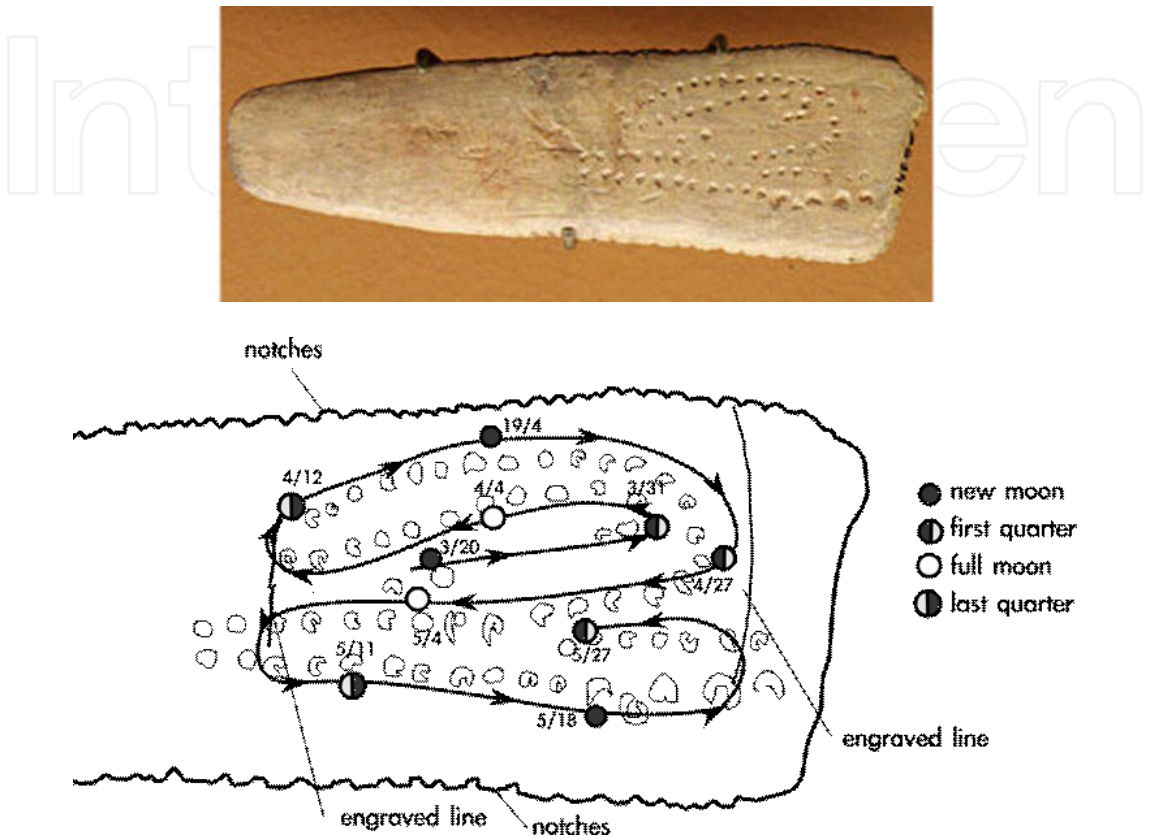 Inten
notches
19/4
4/12
4/4
3/31
3/20
4/27
5/4
5/27
5/11
5/18
new moon
first quarter
full moon
last quarter
engraved line
engraved line
notches